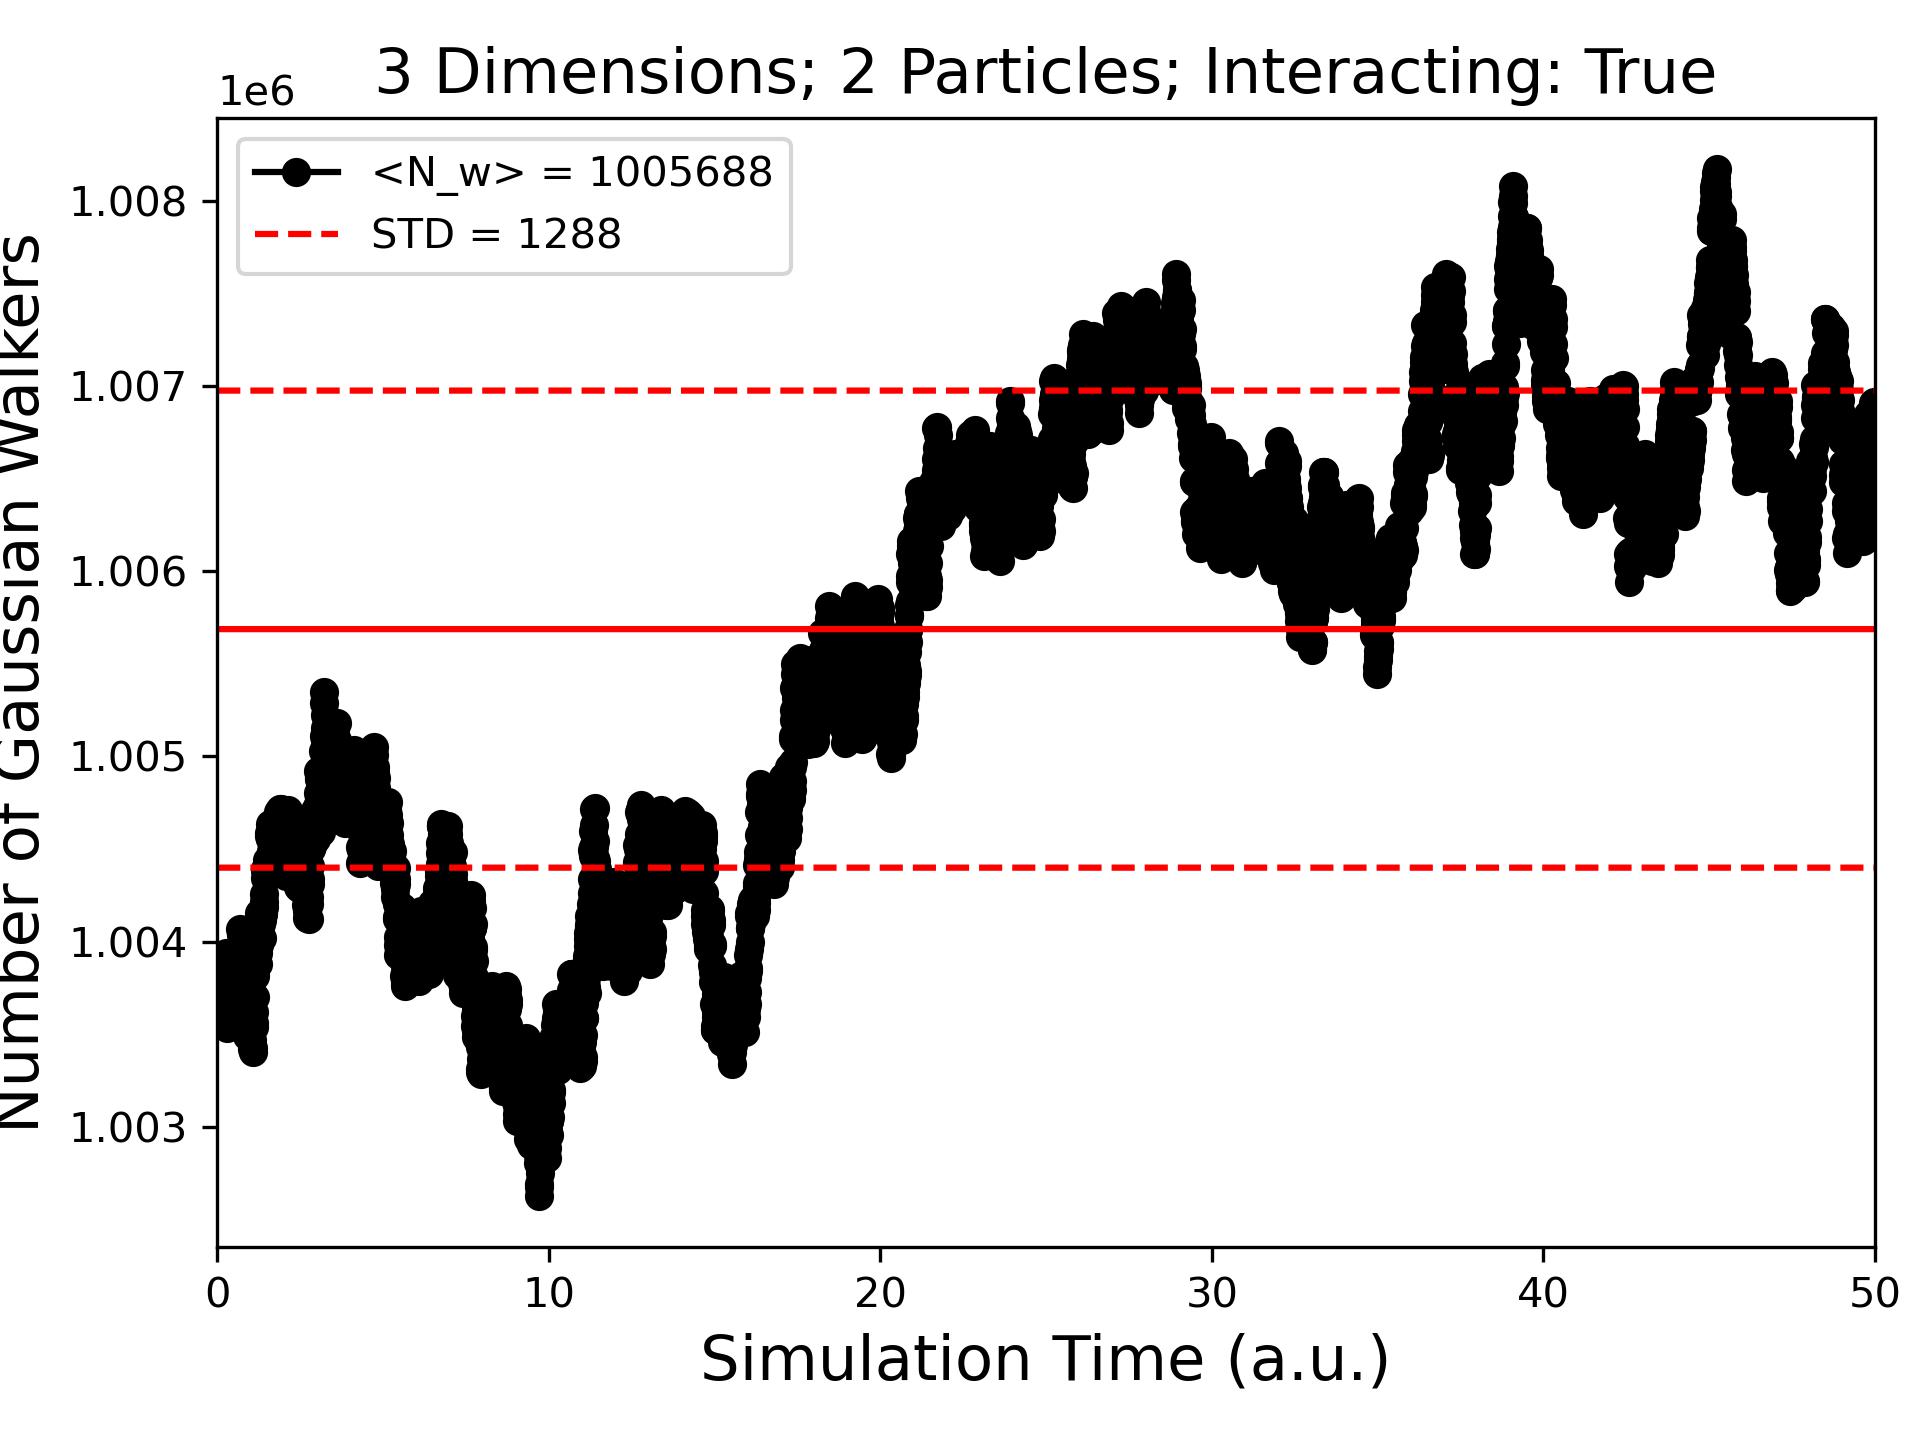 3 Dimensions; 2 Particles; Interacting: True
1e6
<N_w> = 1005688
STD = 1288
Number of Gaussian Walkers
1.008
1.007
1.006
1.005
1.004
1.003
0 10 20 30 40 50
Simulation Time (a.u.)